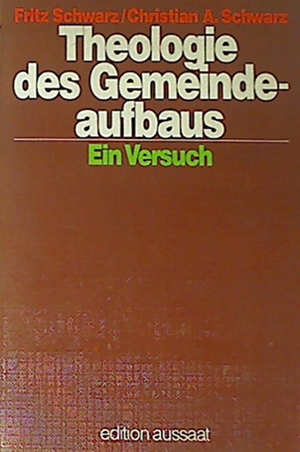 Fritz Schwarz/Christian A. Schwarz
Theologie
des Gemeinde-
aufbaus
Ein Versuch
edition aussaat